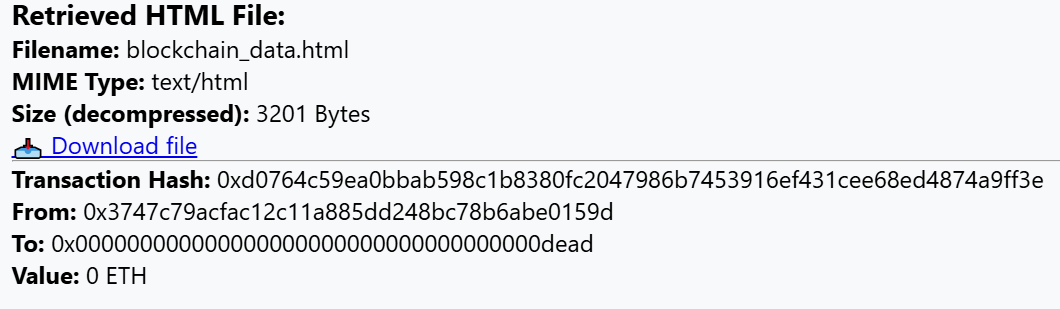 Retrieved HTML File:
Filename: blockchain_data.html
MIME Type: text/html
Size (decompressed): 3201 Bytes
📥 Download file
Transaction Hash: 0xd0764c59ea0bbab598c1b8380fc2047986b7453916ef431cee68ed4874a9ff3e
From: 0x3747c79acfac12c11a885dd248bc78b6abe0159d
To: 0x000000000000000000000000000000000000dead
Value: 0 ETH